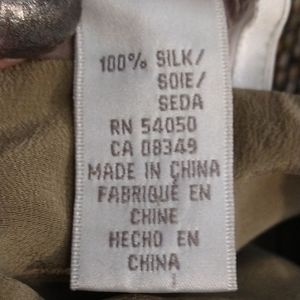 100% SILK/
SOIE/
SEDA
RN 54050
CA 08349
MADE IN CHINA
FABRIQUÉ EN
CHINE
HECHO EN
CHINA